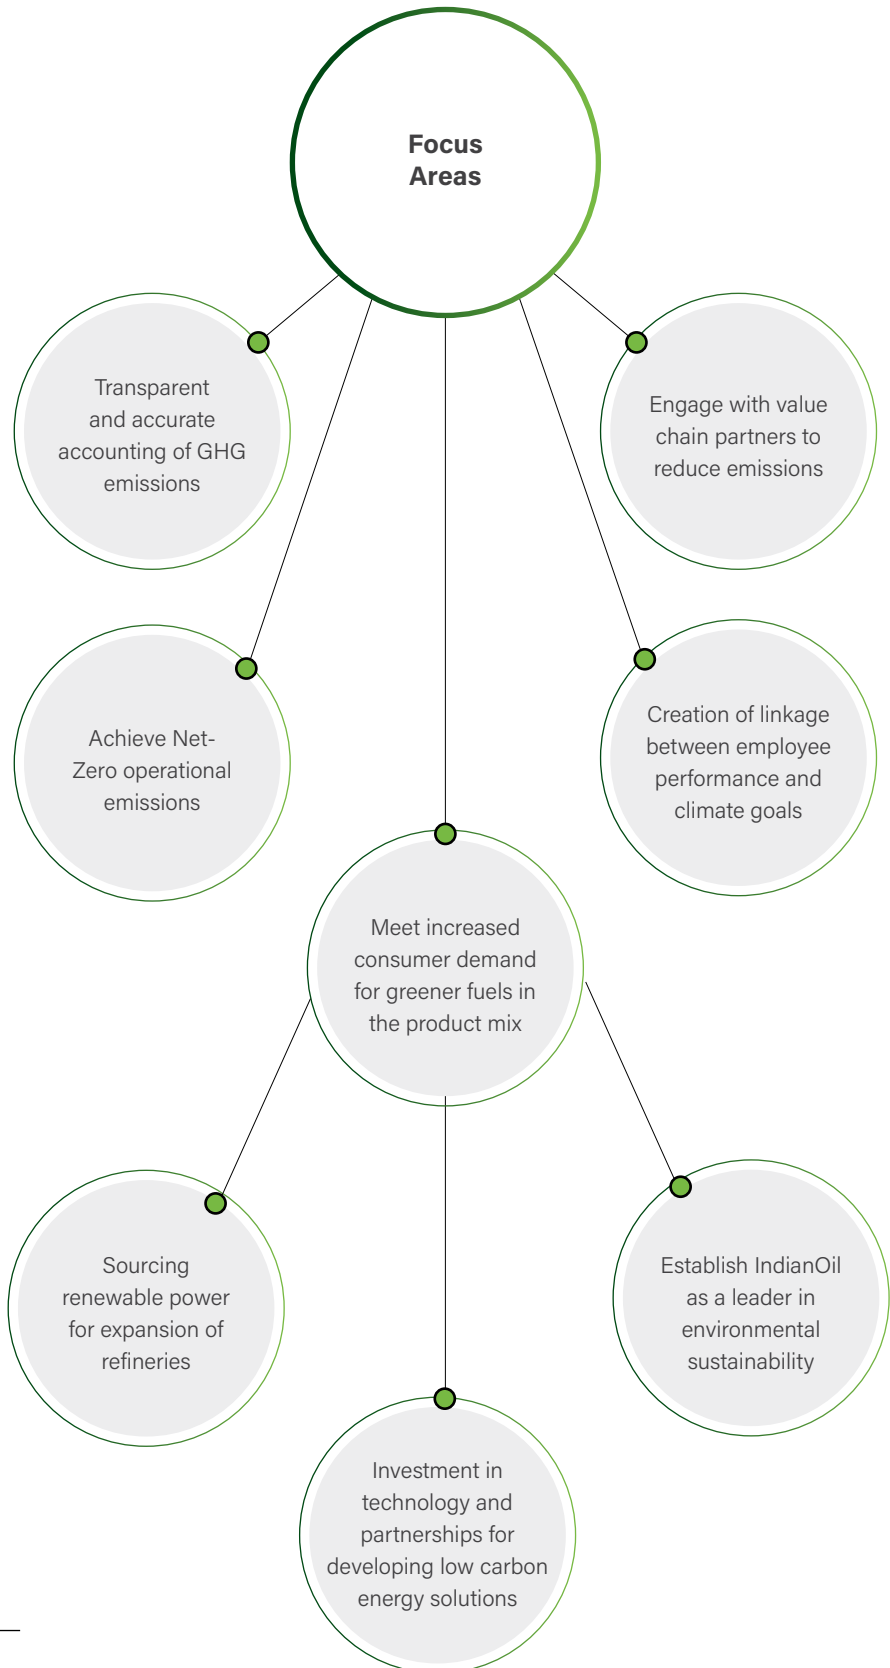 Focus
Areas
Transparent
and accurate
accounting of GHG
emissions
Engage with value
chain partners to
reduce emissions
Achieve Net-
Zero operational
emissions
Creation of linkage
between employee
performance and
climate goals
Meet increased
consumer demand
for greener fuels in
the product mix
Sourcing
renewable power
for expansion of
refineries
Establish IndianOil
as a leader in
environmental
sustainability
Investment in
technology and
partnerships for
developing low carbon
energy solutions